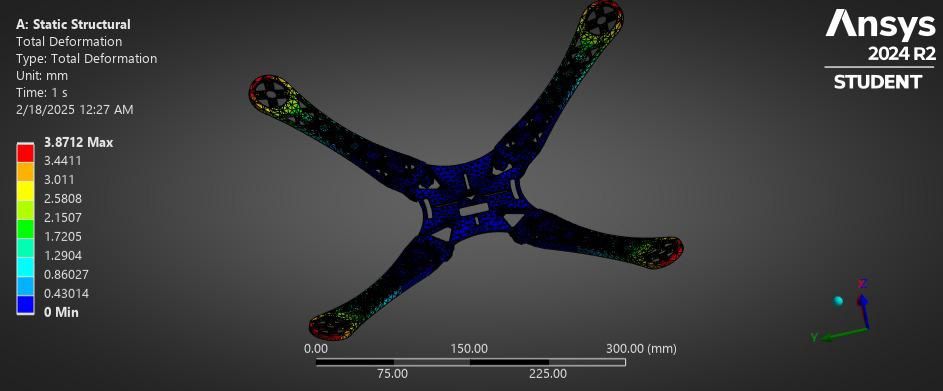 A: Static Structural
Total Deformation
Type: Total Deformation
Unit: mm
Time: 1 s
2/18/2025 12:27 AM
3.8712 Max
3.4411
3.011
2.5808
2.1507
1.7205
1.2904
0.86027
0.43014
0 Min
Ansys
2024 R2
STUDENT
0.00 150.00 300.00 (mm)
75.00 225.00
Z
Y